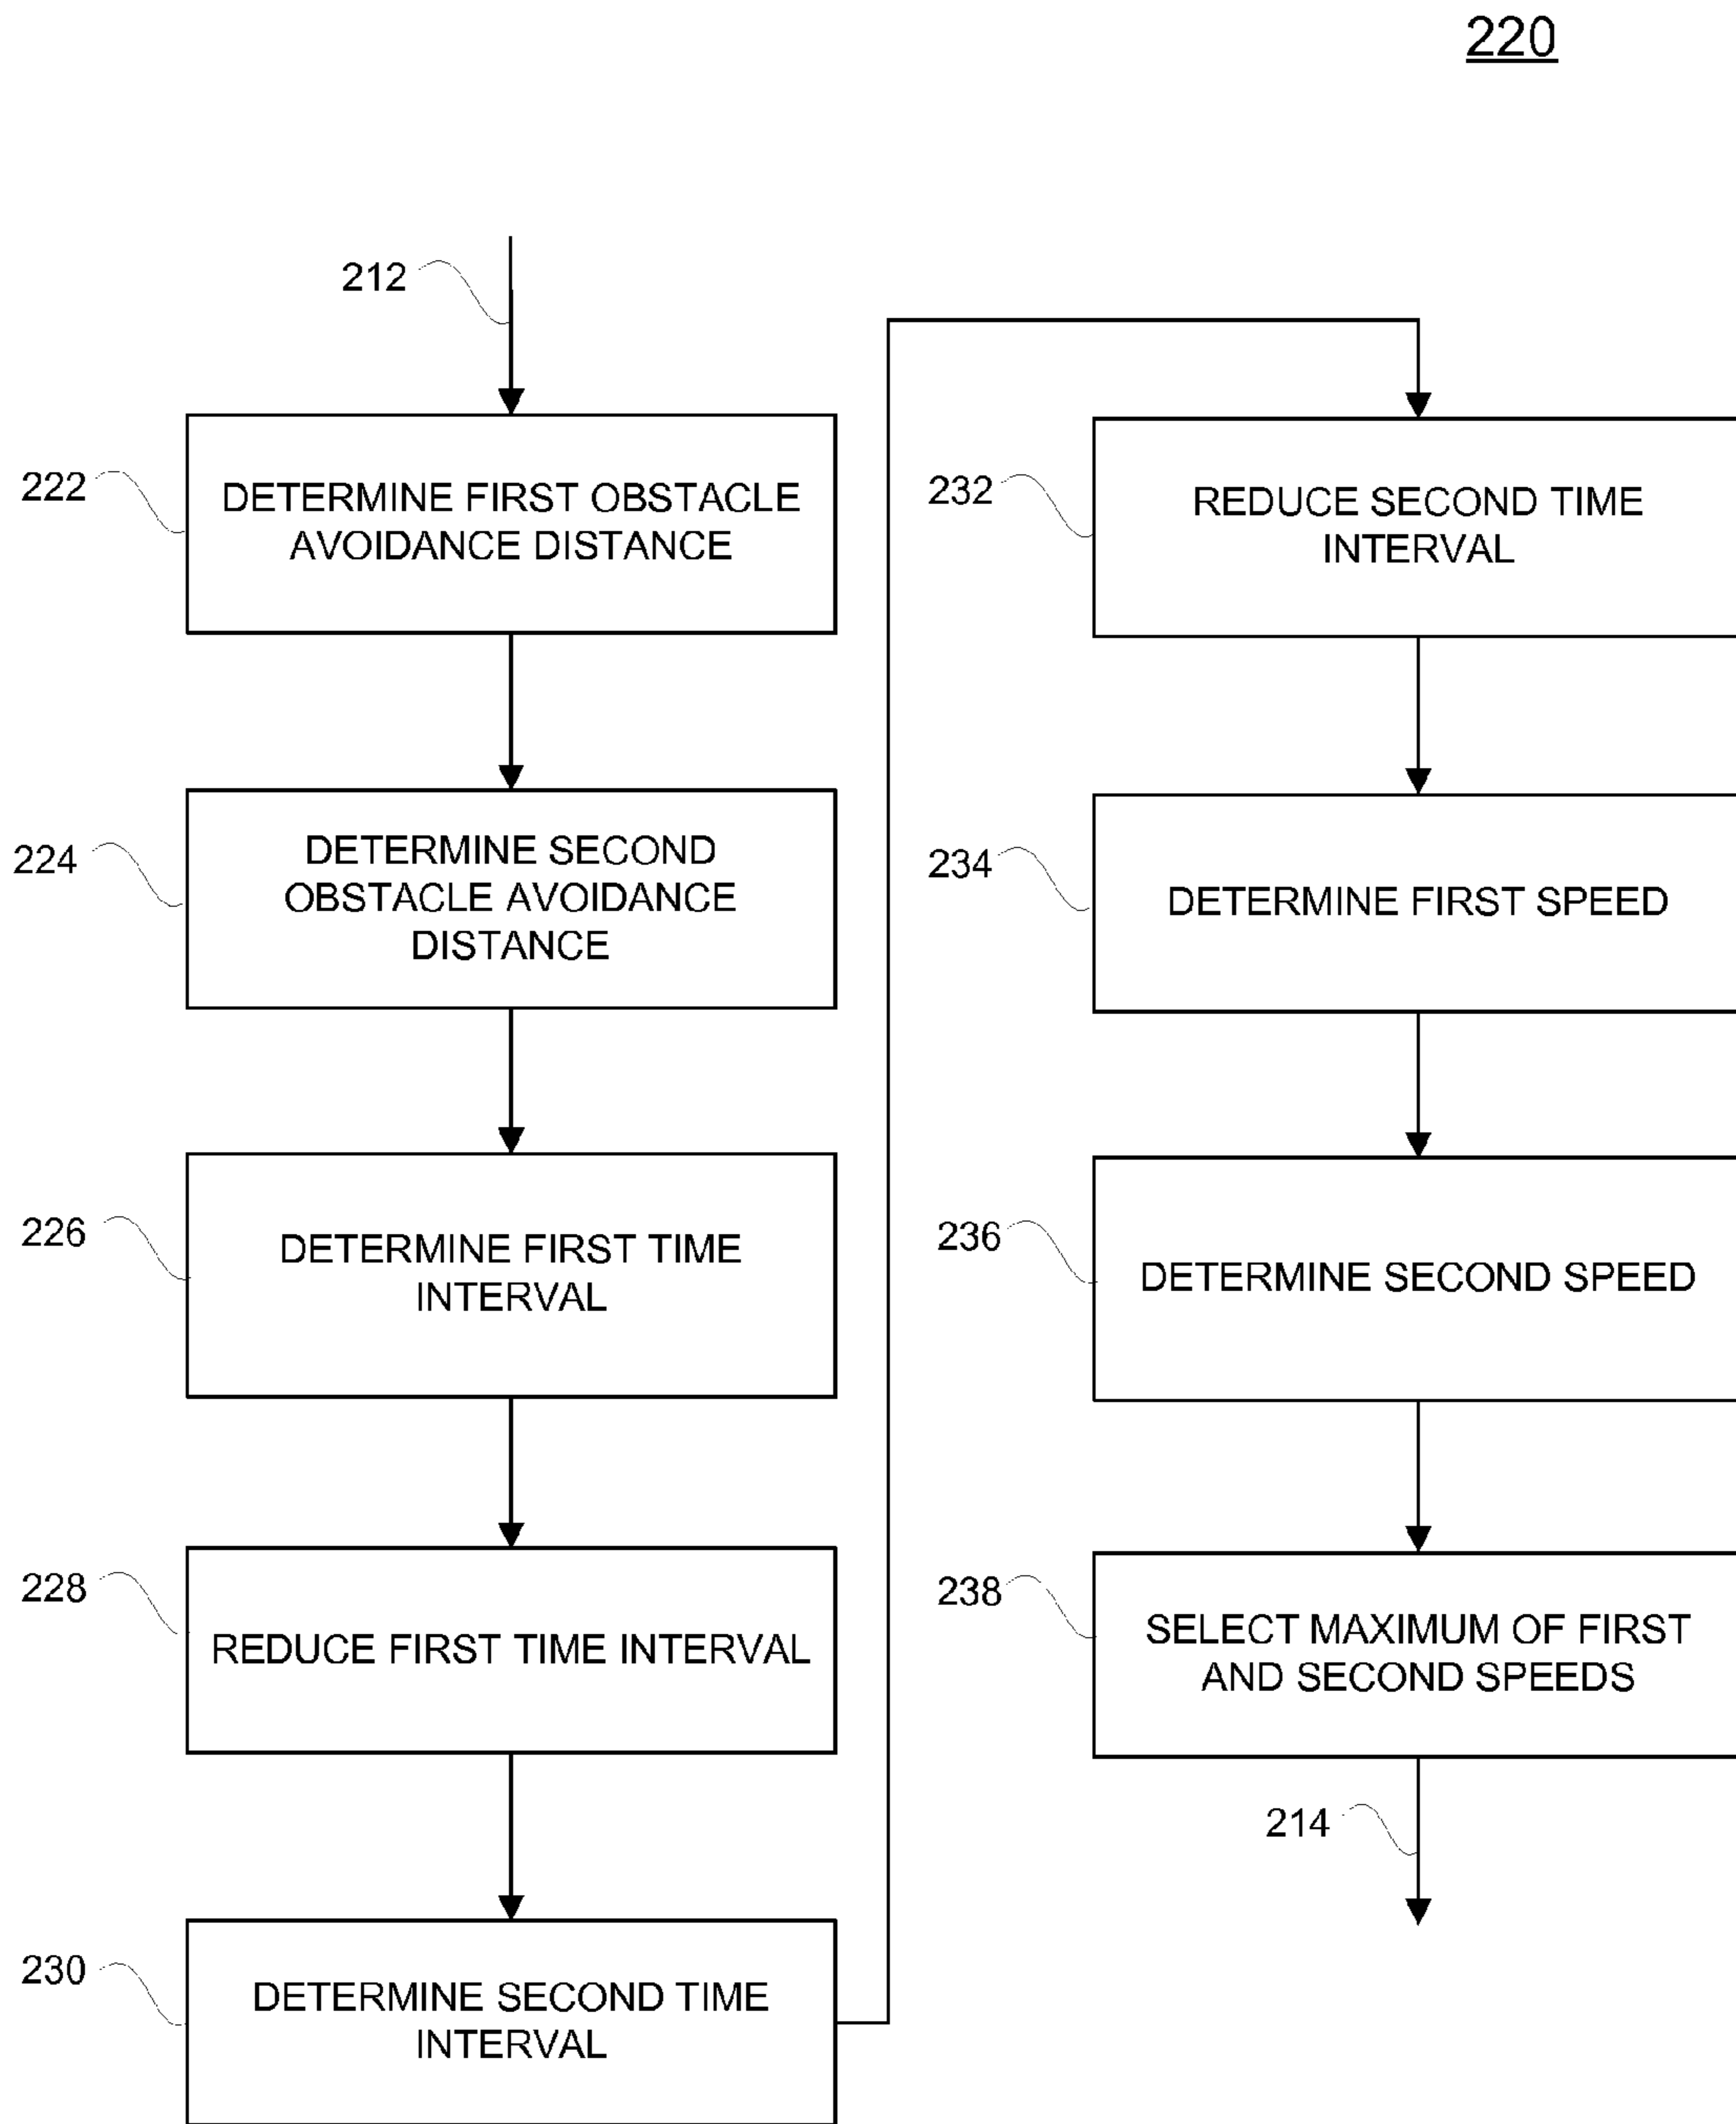 220
212
222
DETERMINE FIRST OBSTACLE
AVOIDANCE DISTANCE
224
DETERMINE SECOND
OBSTACLE AVOIDANCE
DISTANCE
226
DETERMINE FIRST TIME
INTERVAL
228
REDUCE FIRST TIME INTERVAL
230
DETERMINE SECOND TIME
INTERVAL
232
REDUCE SECOND TIME
INTERVAL
234
DETERMINE FIRST SPEED
236
DETERMINE SECOND SPEED
238
SELECT MAXIMUM OF FIRST
AND SECOND SPEEDS
214